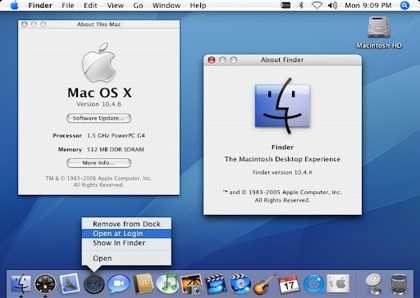 Finder File Edit View Go Window Help
Mon 9:09 PM
Macintosh HD
About This Mac
Mac OS X
Version 10.4.6
Software Update...
Processor 1.5 GHz PowerPC G4
Memory 512 MB DDR SDRAM
More Info...
TM & © 1983–2006 Apple Computer, Inc.
All Rights Reserved.
About Finder
Finder
The Macintosh Desktop Experience
Finder version 10.4.4
™ and © 1983–2005 Apple Computer, Inc.
All Rights Reserved.
Remove from Dock
Open at Login
Show In Finder
Open
17